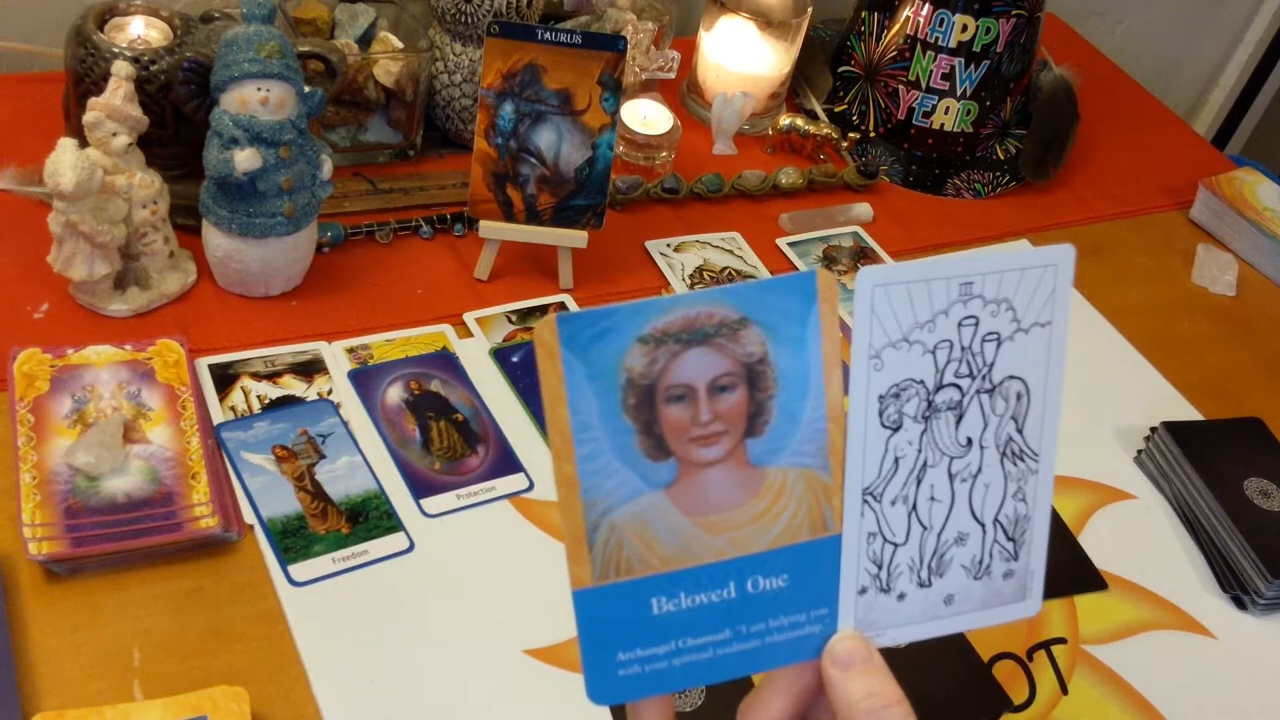 TAURUS
HAPPY
NEW
YEAR
III
IV
Protection
Freedom
Beloved One
Archangel Chamuel: "I am helping you
with your spiritual soulmate relationship."
OT